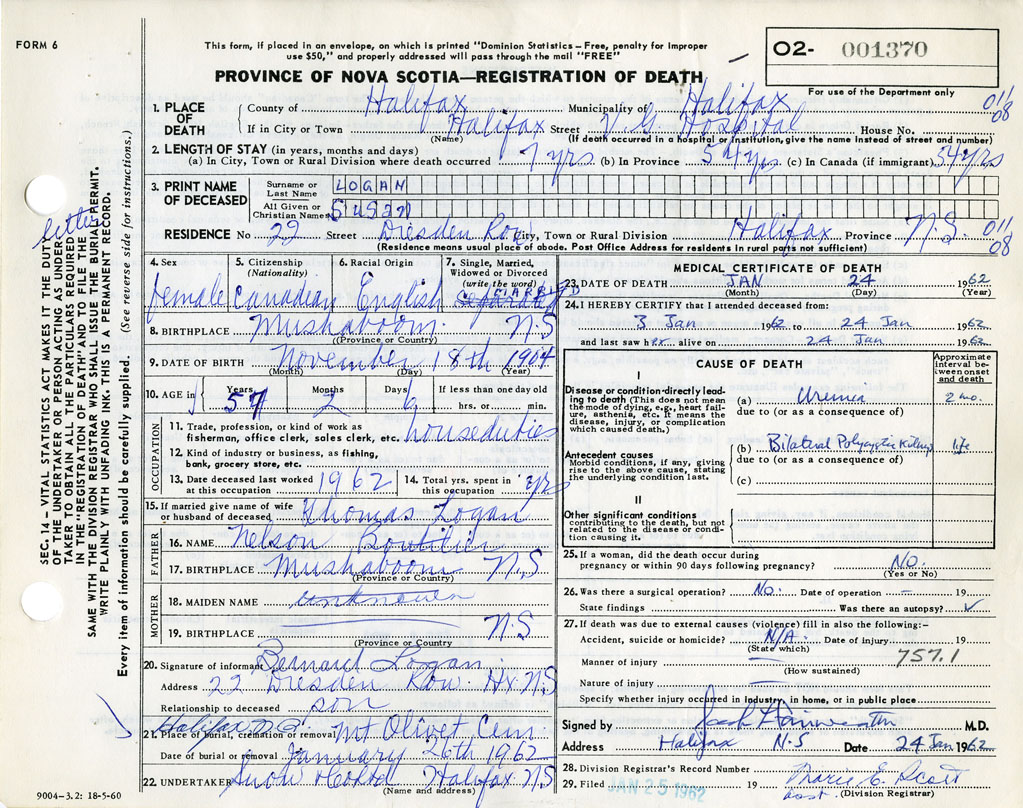 FORM 6
This form, if placed in an envelope, on which is printed "Dominion Statistics – Free, penalty for improper
use $50," and properly addressed will pass through the mail "FREE"
PROVINCE OF NOVA SCOTIA—REGISTRATION OF DEATH
02- 001370
For use of the Department only
1. PLACE OF DEATH
County of Halifax Municipality of Halifax 011
If in City or Town Halifax Street V.G Hospital House No. 08
(Name) (If death occurred in a hospital or institution, give the name instead of street and number)
2. LENGTH OF STAY (in years, months and days)
(a) In City, Town or Rural Division where death occurred 7 yrs (b) In Province 54 yrs (c) In Canada (if immigrant) 54 yrs
3. PRINT NAME OF DECEASED
Surname or Last Name LOGAN
All Given or Christian Names SUSAN
RESIDENCE No 22 Street Dresden Row City, Town or Rural Division Halifax Province N.S. 011
(Residence means usual place of abode. Post Office Address for residents in rural parts not sufficient) 08
4. Sex
female
5. Citizenship (Nationality)
Canadian
6. Racial Origin
English
7. Single, Married, Widowed or Divorced (write the word)
MARRIED
separated
8. BIRTHPLACE Mushaboom N S
(Province or Country)
9. DATE OF BIRTH November 18th 1904
(Month) (Day) (Year)
10. AGE in Years Months Days If less than one day old
57 2 6 hrs. or min.
OCCUPATION
11. Trade, profession, or kind of work as
fisherman, office clerk, sales clerk, etc. houseduties
12. Kind of industry or business, as fishing,
bank, grocery store, etc.
13. Date deceased last worked at this occupation 1962
14. Total yrs. spent in this occupation yrs
15. If married give name of wife
or husband of deceased Thomas Logan
FATHER
16. NAME Nelson Boutilier
17. BIRTHPLACE Mushaboom N.S
(Province or Country)
MOTHER
18. MAIDEN NAME unknown
19. BIRTHPLACE N.S
(Province or Country)
20. Signature of informant Bernard Logan
Address 22 Dresden Row. Hx N.S
Relationship to deceased son
Halifax
21. Place of burial, cremation or removal Mt Olivet Cem.
Date of burial or removal January 26th 1962
22. UNDERTAKER Snow Halifax N.S
(Name and address)
9004-3.2: 18-5-60
MEDICAL CERTIFICATE OF DEATH
23. DATE OF DEATH JAN 24 1962
(Month) (Day) (Year)
24. I HEREBY CERTIFY that I attended deceased from:
3 Jan 1962 to 24 Jan 1962
and last saw her alive on 24 Jan 1962
CAUSE OF DEATH
Approximate interval between onset and death
I
Disease or condition directly leading to death (This does not mean the mode of dying, e.g., heart failure, asthenia, etc. It means the disease, injury, or complication which caused death.)
(a) Uremia 2 mo.
due to (or as a consequence of)
Antecedent causes
Morbid conditions, if any, giving rise to the above cause, stating the underlying condition last.
(b) Bilateral Polycystic Kidney life
due to (or as a consequence of)
(c)
II
Other significant conditions
contributing to the death, but not related to the disease or condition causing it.
25. If a woman, did the death occur during
pregnancy or within 90 days following pregnancy? No.
(Yes or No)
26. Was there a surgical operation? No. Date of operation – 19
State findings Was there an autopsy? ✓
27. If death was due to external causes (violence) fill in also the following:–
Accident, suicide or homicide? N/A Date of injury 19
(State which)
757.1
Manner of injury
(How sustained)
Nature of injury
Specify whether injury occurred in Industry, in home, or in public place
Signed by M.D.
Address Halifax N.S Date 24 Jan 1962
28. Division Registrar's Record Number
29. Filed JAN 25 1962 19 Marie E. Scott
asst. (Division Registrar)
letter
SEC. 14 – VITAL STATISTICS ACT MAKES IT THE DUTY
OF THE UNDERTAKER OR PERSON ACTING AS UNDER-
TAKER TO OBTAIN ALL THE PARTICULARS REQUIRED
IN THE "REGISTRATION OF DEATH" AND TO FILE THE
SAME WITH THE DIVISION REGISTRAR WHO SHALL ISSUE THE BURIAL PERMIT.
WRITE PLAINLY WITH UNFADING INK. THIS IS A PERMANENT RECORD.
Every item of information should be carefully supplied. (See reverse side for instructions.)